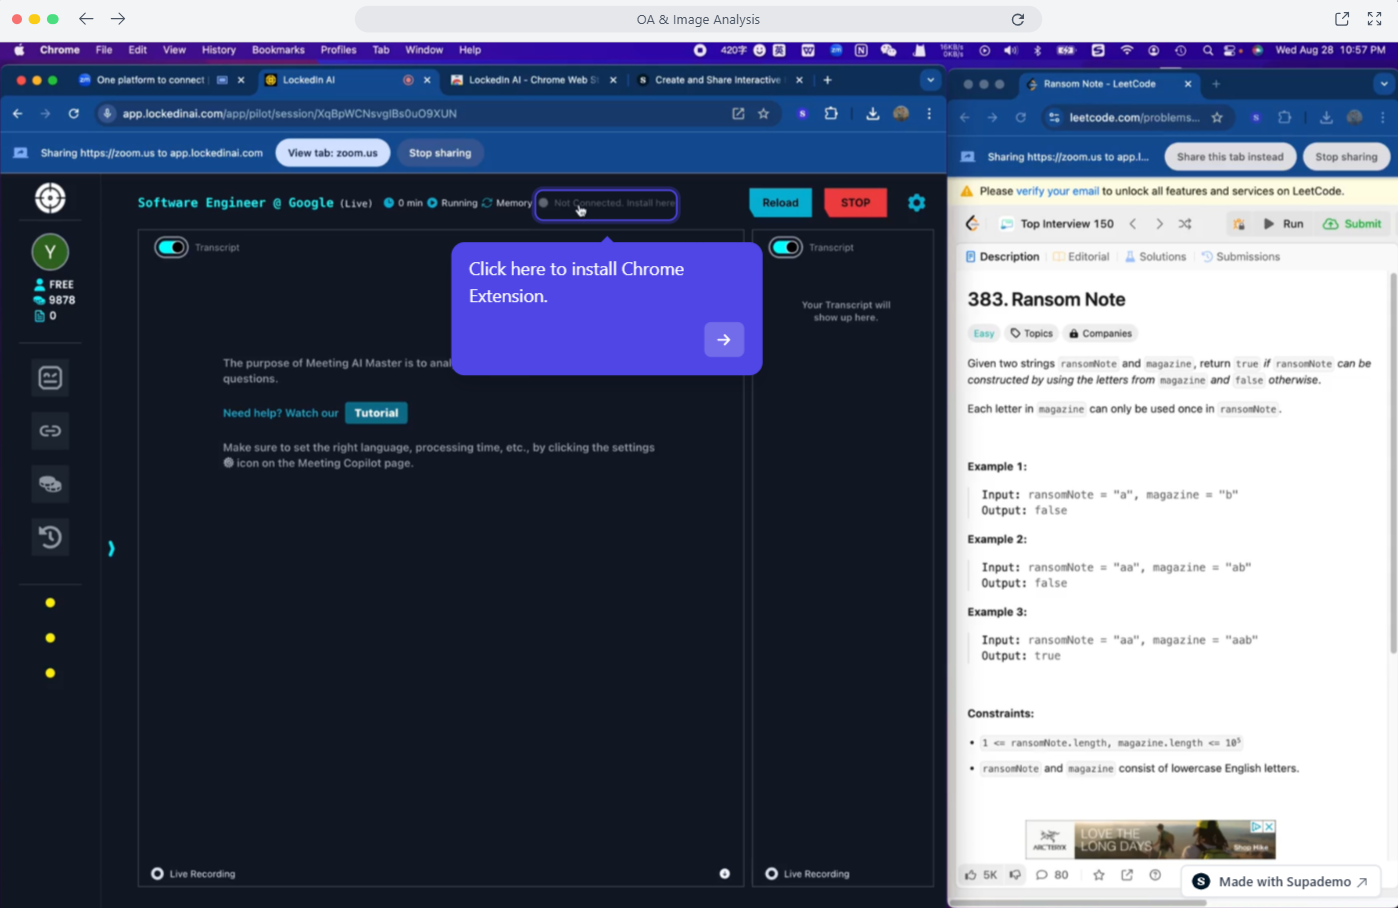 OA & Image Analysis
Chrome File Edit View History Bookmarks Profiles Tab Window Help
420字 英 W zm N 16KB/s 0KB/s S Wed Aug 28 10:57 PM
One platform to connect
LockedIn AI
LockedIn AI - Chrome Web St
Create and Share Interactive
Ransom Note - LeetCode
app.lockedinai.com/app/pilot/session/XqBpWCNsvgIBs0uO9XUN
leetcode.com/problems...
Sharing https://zoom.us to app.lockedinai.com
View tab: zoom.us
Stop sharing
Sharing https://zoom.us to app.l...
Share this tab instead
Stop sharing
Software Engineer @ Google (Live)
0 min
Running
Memory
Not Connected. Install here
Reload
STOP
Y
FREE
9878
0
Transcript
Click here to install Chrome
Extension.
The purpose of Meeting AI Master is to anal
questions.
Need help? Watch our Tutorial
Make sure to set the right language, processing time, etc., by clicking the settings
icon on the Meeting Copilot page.
Live Recording
Transcript
Your Transcript will
show up here.
Live Recording
Please verify your email to unlock all features and services on LeetCode.
Top Interview 150
Run
Submit
Description
Editorial
Solutions
Submissions
383. Ransom Note
Easy
Topics
Companies
Given two strings ransomNote and magazine, return true if ransomNote can be
constructed by using the letters from magazine and false otherwise.
Each letter in magazine can only be used once in ransomNote.
Example 1:
Input: ransomNote = "a", magazine = "b"
Output: false
Example 2:
Input: ransomNote = "aa", magazine = "ab"
Output: false
Example 3:
Input: ransomNote = "aa", magazine = "aab"
Output: true
Constraints:
• 1 <= ransomNote.length, magazine.length <= 10⁵
• ransomNote and magazine consist of lowercase English letters.
ARC'TERYX
LOVE THE
LONG DAYS
Shop Hike
5K
80
S Made with Supademo